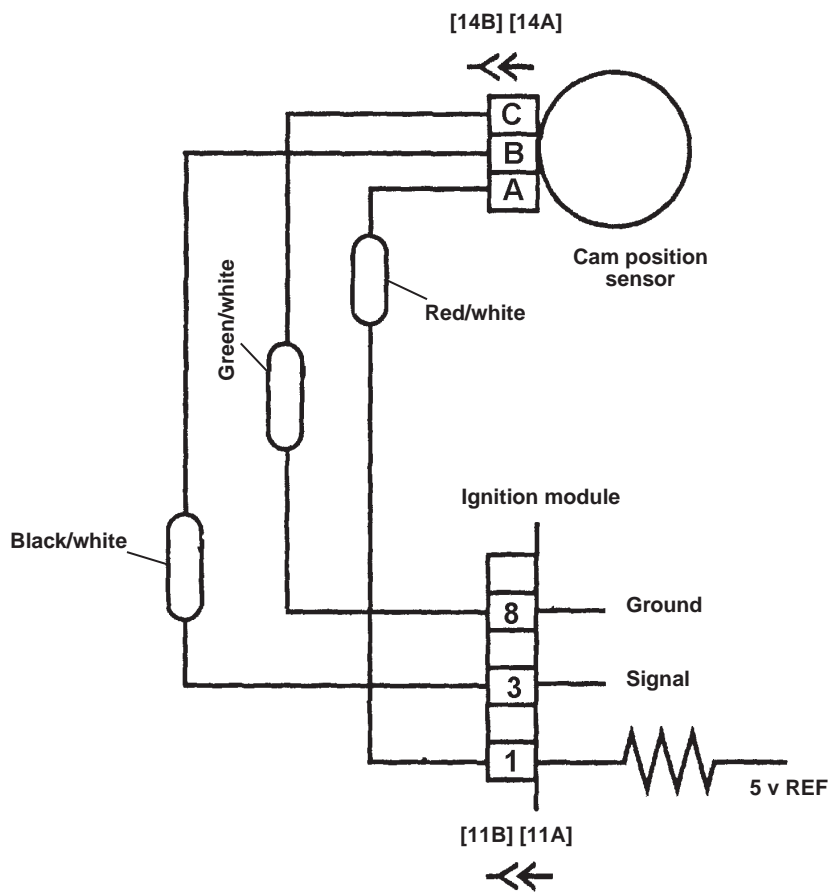 [14B] [14A]
C
B
A
Cam position
sensor
Green/white
Red/white
Ignition module
Black/white
8
Ground
3
Signal
1
5 v REF
[11B] [11A]